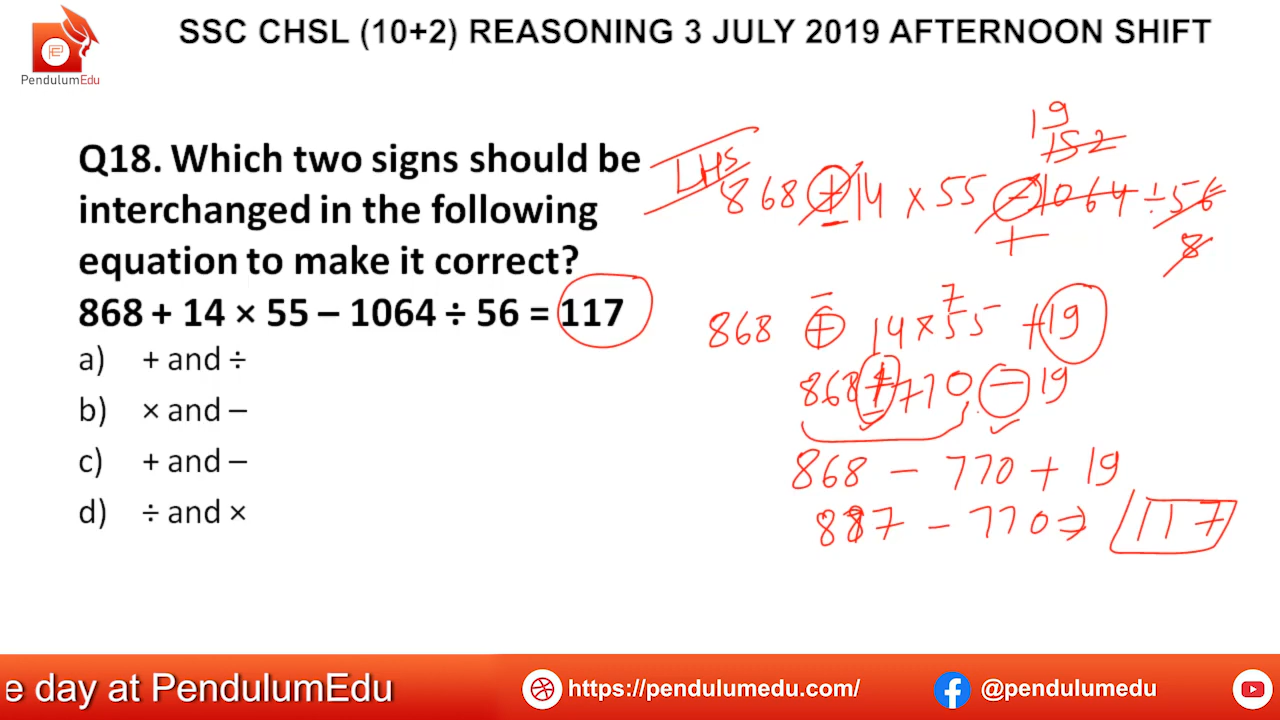 SSC CHSL (10+2) REASONING 3 JULY 2019 AFTERNOON SHIFT
PendulumEdu
Q18. Which two signs should be
interchanged in the following
equation to make it correct?
868 + 14 × 55 – 1064 ÷ 56 = 117
a) + and ÷
b) × and –
c) + and –
d) ÷ and ×
19
152
LHS
868 + 14 × 55 - 1064 ÷ 56
- + 8
- 7
868 + 14 × 55 + 19
868 + 770 - 19
868 - 770 + 19
887 - 770 ⇒ 117
e day at PendulumEdu
https://pendulumedu.com/
@pendulumedu